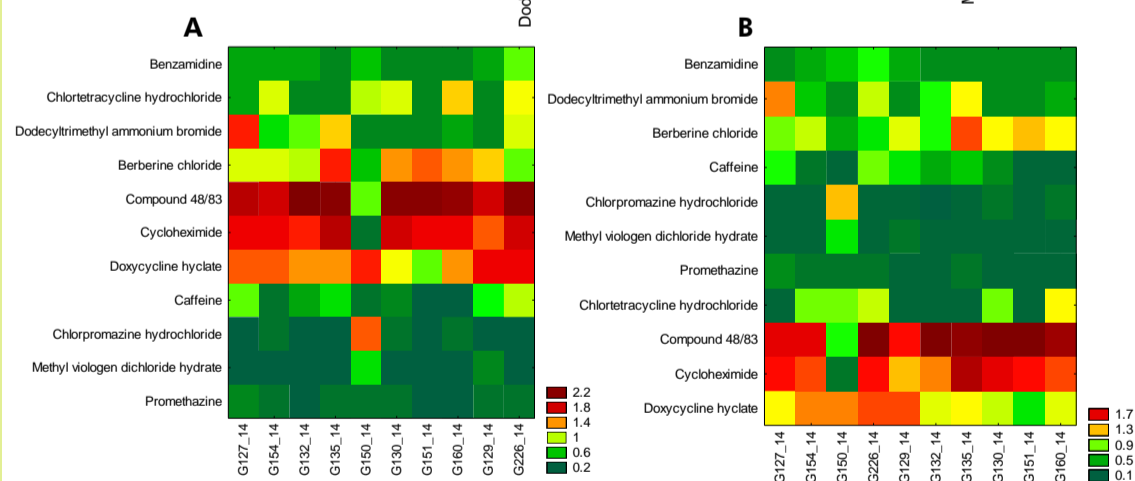 Doc
A
Benzamidine
Chlortetracycline hydrochloride
Dodecyltrimethyl ammonium bromide
Berberine chloride
Compound 48/83
Cycloheximide
Doxycycline hyclate
Caffeine
Chlorpromazine hydrochloride
Methyl viologen dichloride hydrate
Promethazine
G127_14
G154_14
G132_14
G135_14
G150_14
G130_14
G151_14
G160_14
G129_14
G226_14
2.2
1.8
1.4
1
0.6
0.2
B
Benzamidine
Dodecyltrimethyl ammonium bromide
Berberine chloride
Caffeine
Chlorpromazine hydrochloride
Methyl viologen dichloride hydrate
Promethazine
Chlortetracycline hydrochloride
Compound 48/83
Cycloheximide
Doxycycline hyclate
G127_14
G154_14
G150_14
G226_14
G129_14
G132_14
G135_14
G130_14
G151_14
G160_14
1.7
1.3
0.9
0.5
0.1